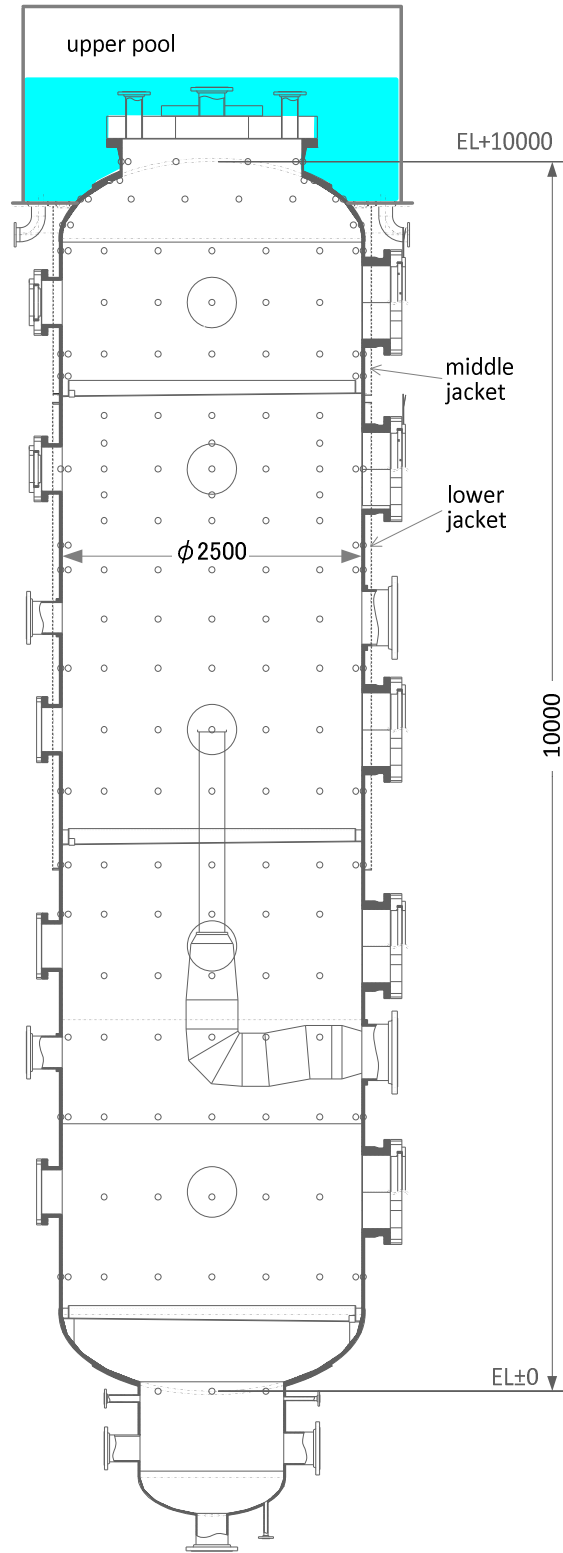 upper pool
EL+10000
middle
jacket
lower
jacket
ϕ2500
10000
EL±0